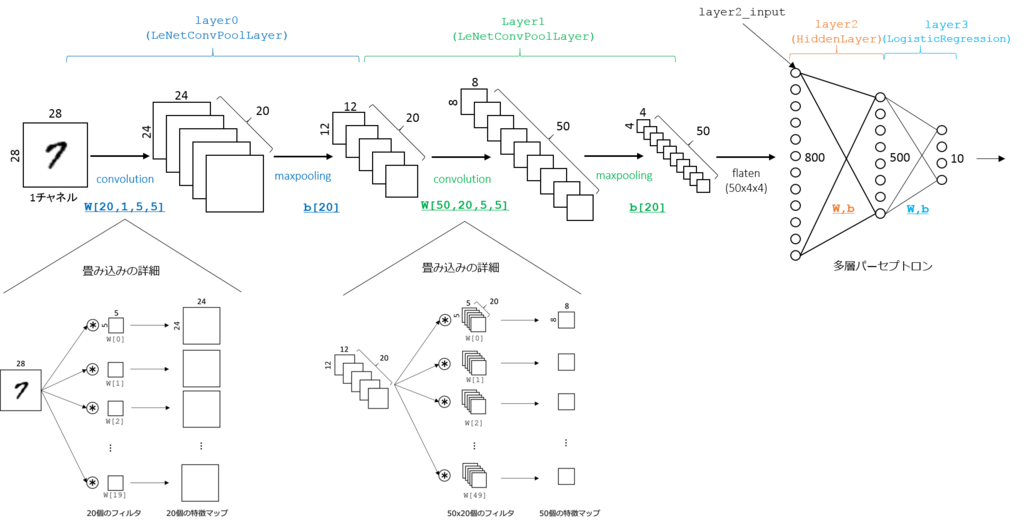 layer0
(LeNetConvPoolLayer)
Layer1
(LeNetConvPoolLayer)
layer2_input
layer2
(HiddenLayer)
layer3
(LogisticRegression)
28
28
7
1チャネル
convolution
W[20,1,5,5]
24
24
20
maxpooling
b[20]
12
12
20
convolution
W[50,20,5,5]
8
8
50
maxpooling
b[20]
4
4
50
flaten
(50x4x4)
800
W,b
500
W,b
10
多層パーセプトロン
畳み込みの詳細
28
7
5
5
W[0]
W[1]
W[2]
⋮
W[19]
20個のフィルタ
24
24
⋮
20個の特徴マップ
畳み込みの詳細
12
12
20
5
5
20
W[0]
W[1]
W[2]
⋮
W[49]
50x20個のフィルタ
8
8
⋮
50個の特徴マップ